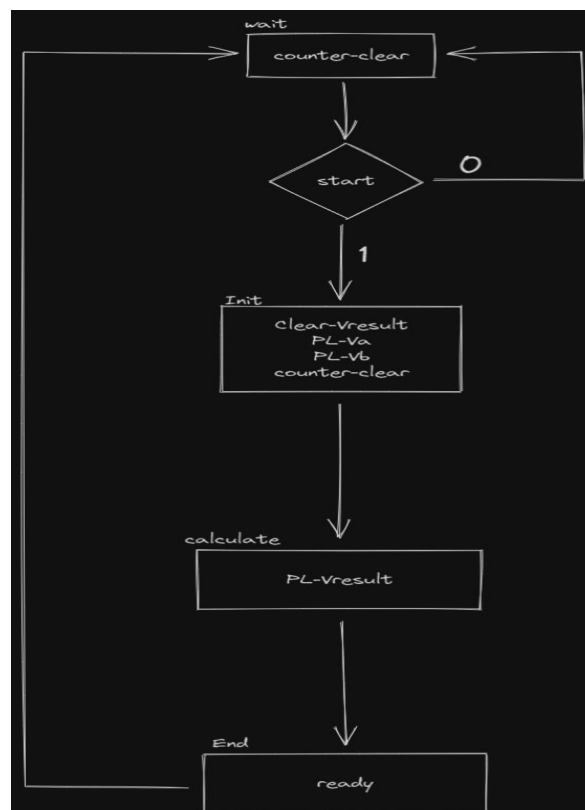 wait
counter-clear
start
0
1
Init
Clear-Vresult
PL-Va
PL-Vb
counter-clear
calculate
PL-Vresult
End
ready